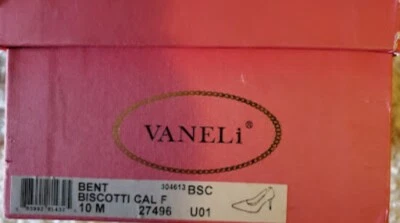 VANELi®
BENT 304613 BSC
BISCOTTI CAL F
10 M 27496 U01